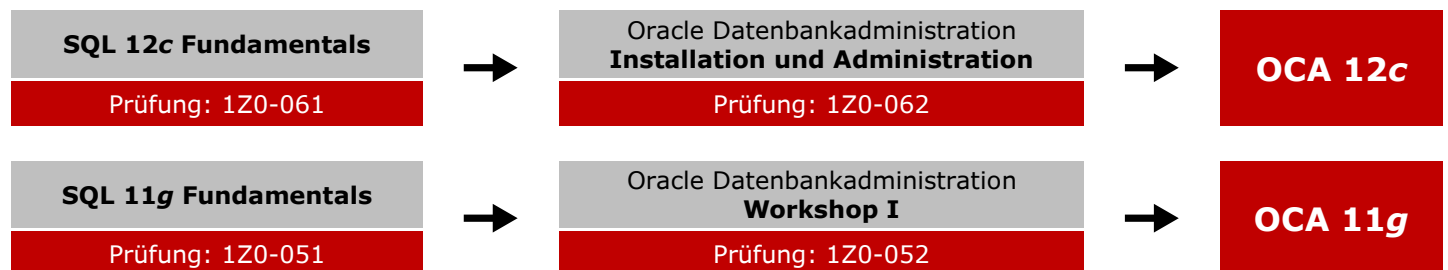 SQL 12c Fundamentals
Prüfung: 1Z0-061
Oracle Datenbankadministration
Installation und Administration
Prüfung: 1Z0-062
OCA 12c
SQL 11g Fundamentals
Prüfung: 1Z0-051
Oracle Datenbankadministration
Workshop I
Prüfung: 1Z0-052
OCA 11g